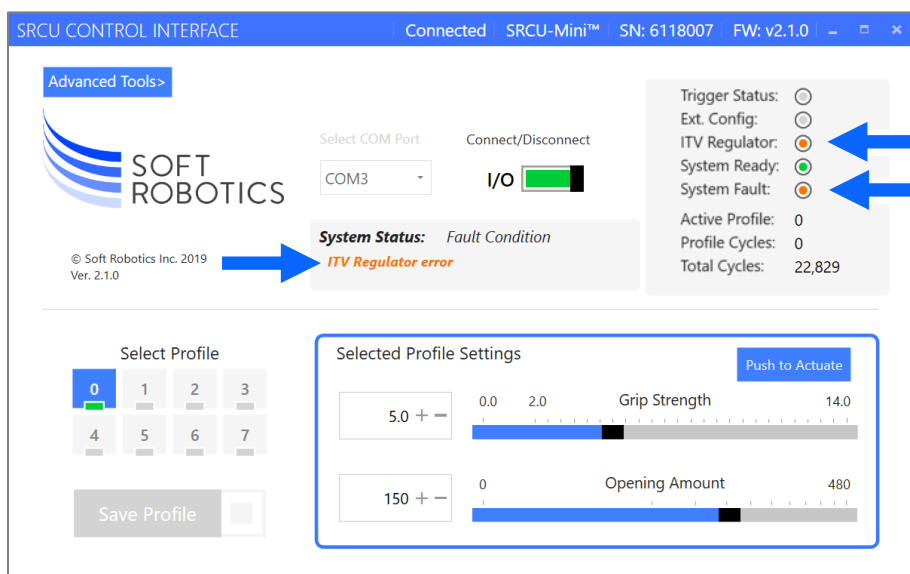 SRCU CONTROL INTERFACE Connected SRCU-Mini™ SN: 6118007 FW: v2.1.0
Advanced Tools>
SOFT
ROBOTICS
© Soft Robotics Inc. 2019
Ver. 2.1.0
Select COM Port Connect/Disconnect
COM3 I/O
System Status: Fault Condition
ITV Regulator error
Trigger Status:
Ext. Config:
ITV Regulator:
System Ready:
System Fault:
Active Profile: 0
Profile Cycles: 0
Total Cycles: 22,829
Select Profile
0 1 2 3
4 5 6 7
Save Profile
Selected Profile Settings
Push to Actuate
5.0 + − 0.0 2.0 Grip Strength 14.0
150 + − 0 Opening Amount 480